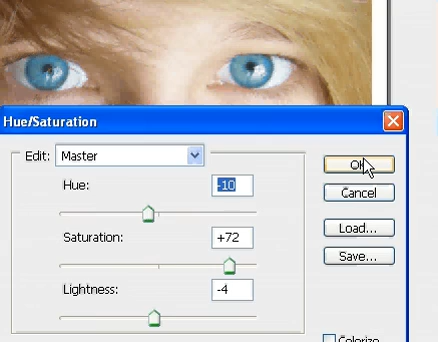 Hue/Saturation
Edit: Master
OK
Hue: -10
Cancel
Saturation: +72
Load...
Save...
Lightness: -4
Colorize